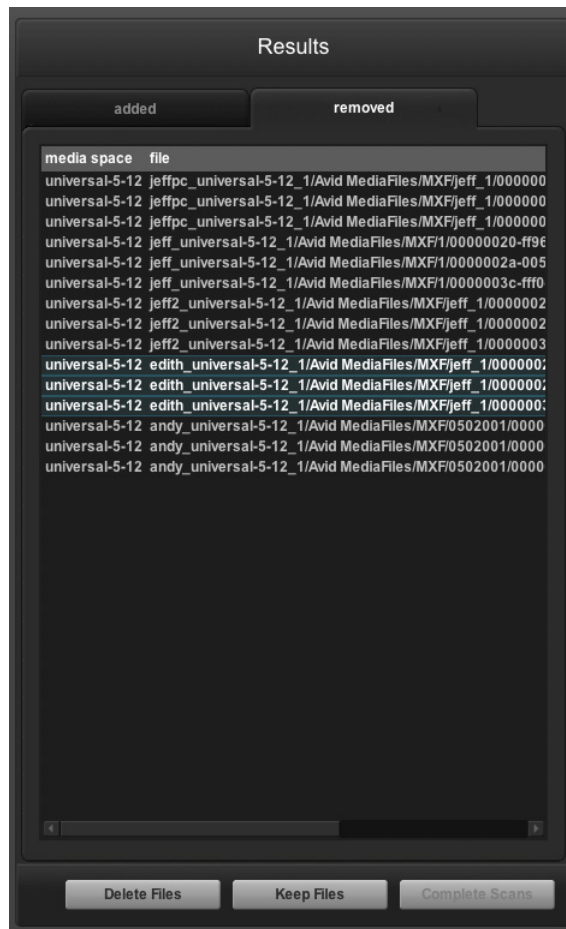 Results
added removed
media space file
universal-5-12 jeffpc_universal-5-12_1/Avid MediaFiles/MXF/jeff_1/000000
universal-5-12 jeffpc_universal-5-12_1/Avid MediaFiles/MXF/jeff_1/000000
universal-5-12 jeffpc_universal-5-12_1/Avid MediaFiles/MXF/jeff_1/000000
universal-5-12 jeff_universal-5-12_1/Avid MediaFiles/MXF/1/00000020-ff96
universal-5-12 jeff_universal-5-12_1/Avid MediaFiles/MXF/1/0000002a-005
universal-5-12 jeff_universal-5-12_1/Avid MediaFiles/MXF/1/0000003c-fff0
universal-5-12 jeff2_universal-5-12_1/Avid MediaFiles/MXF/jeff_1/0000002
universal-5-12 jeff2_universal-5-12_1/Avid MediaFiles/MXF/jeff_1/0000002
universal-5-12 jeff2_universal-5-12_1/Avid MediaFiles/MXF/jeff_1/0000003
universal-5-12 edith_universal-5-12_1/Avid MediaFiles/MXF/jeff_1/0000002
universal-5-12 edith_universal-5-12_1/Avid MediaFiles/MXF/jeff_1/0000002
universal-5-12 edith_universal-5-12_1/Avid MediaFiles/MXF/jeff_1/0000003
universal-5-12 andy_universal-5-12_1/Avid MediaFiles/MXF/0502001/0000
universal-5-12 andy_universal-5-12_1/Avid MediaFiles/MXF/0502001/0000
universal-5-12 andy_universal-5-12_1/Avid MediaFiles/MXF/0502001/0000
Delete Files Keep Files Complete Scans